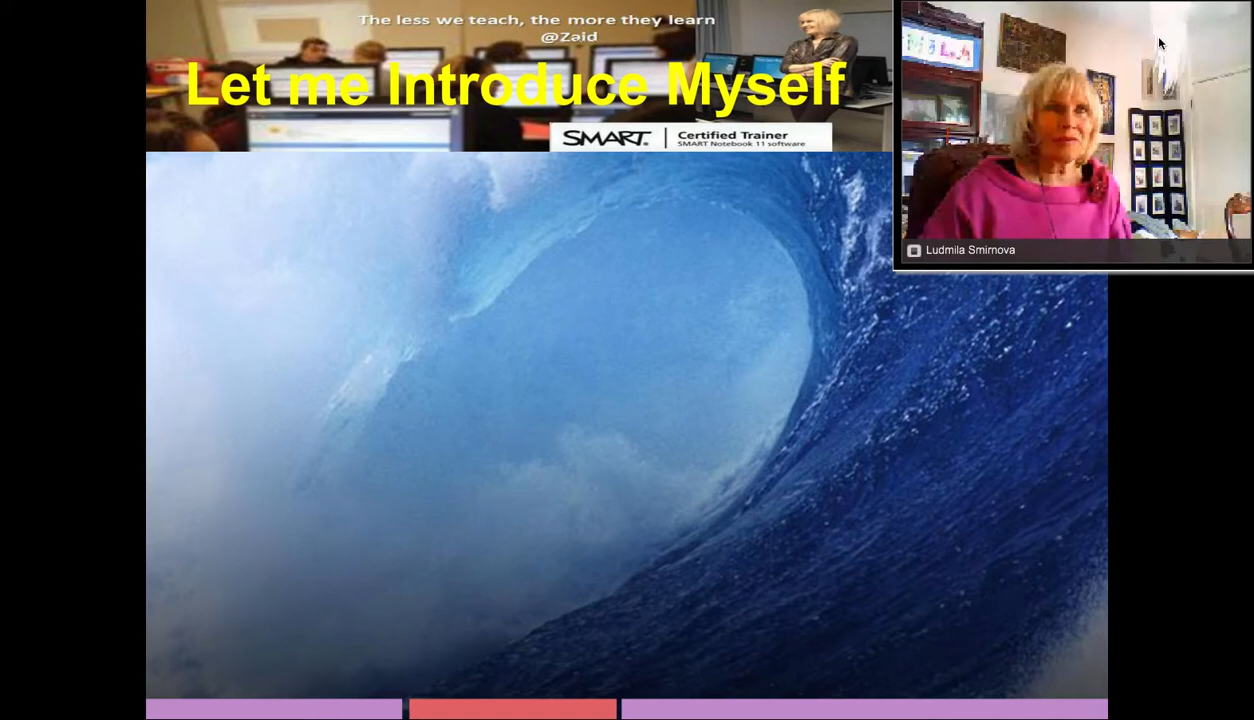 The less we teach, the more they learn
@Zaid
Let me Introduce Myself
SMART
Certified Trainer
SMART Notebook 11 software
Ludmila Smirnova